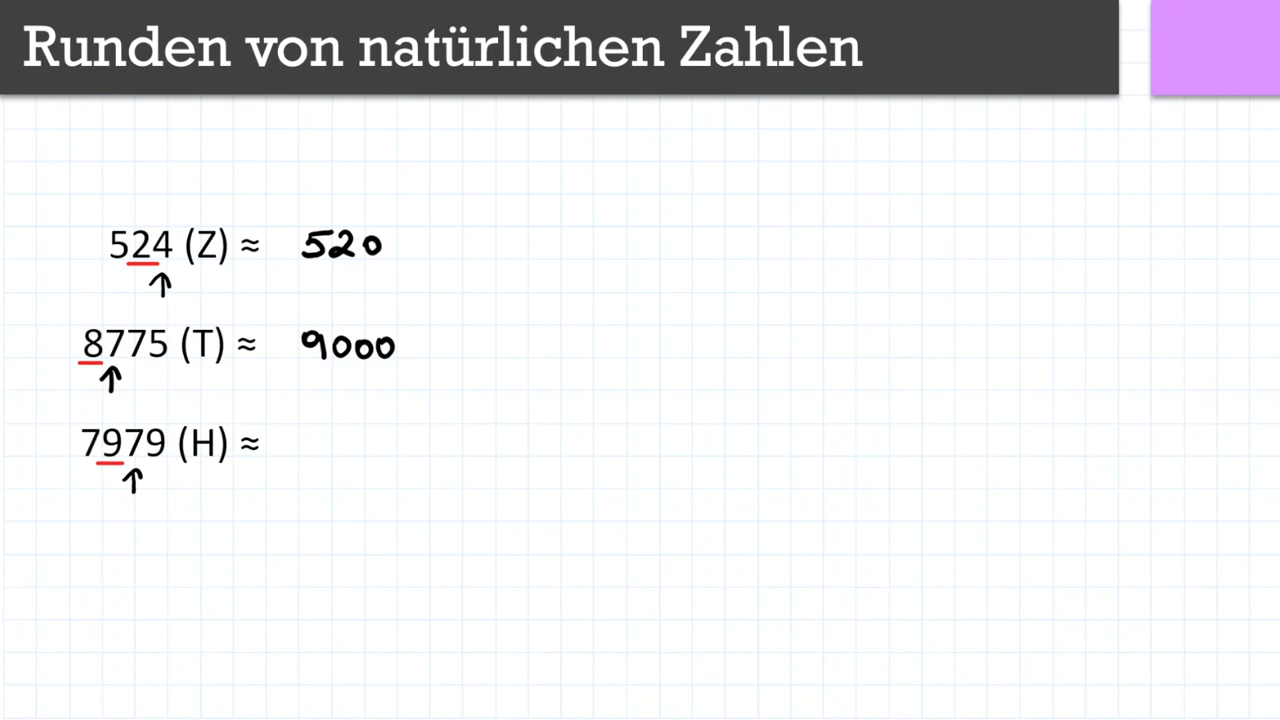 Runden von natürlichen Zahlen
524 (Z) ≈ 520
8775 (T) ≈ 9000
7979 (H) ≈